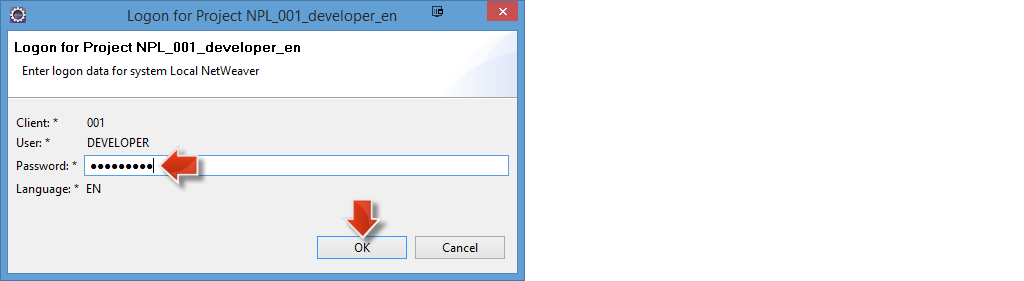 Logon for Project NPL_001_developer_en
Logon for Project NPL_001_developer_en
Enter logon data for system Local NetWeaver
Client: * 001
User: * DEVELOPER
Password: * ●●●●●●●●●
Language: * EN
OK Cancel